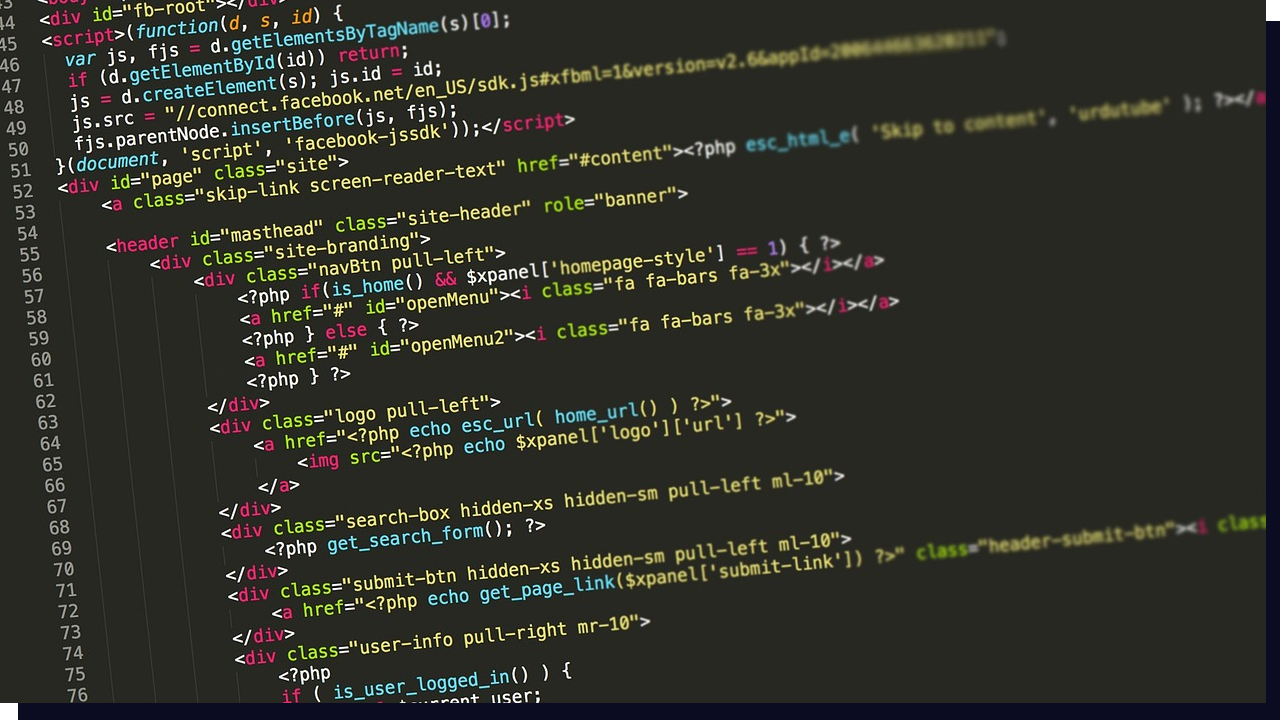 43 <body
44 <div id="fb-root"></div>
45 <script>(function(d, s, id) {
46 var js, fjs = d.getElementsByTagName(s)[0];
47 if (d.getElementById(id)) return;
48 js = d.createElement(s); js.id = id;
49 js.src = "//connect.facebook.net/en_US/sdk.js#xfbml=1&version=v2.6&appId=
50 fjs.parentNode.insertBefore(js, fjs);
51 }(document, 'script', 'facebook-jssdk'));</script>
52 <div id="page" class="site">
53 <a class="skip-link screen-reader-text" href="#content"><?php esc_html_e( 'Skip to content', 'urdutube' ); ?></a
54
55 <header id="masthead" class="site-header" role="banner">
56 <div class="site-branding">
57 <div class="navBtn pull-left">
58 <?php if(is_home() && $xpanel['homepage-style'] == 1) { ?>
59 <a href="#" id="openMenu"><i class="fa fa-bars fa-3x"></i></a>
60 <?php } else { ?>
61 <a href="#" id="openMenu2"><i class="fa fa-bars fa-3x"></i></a>
62 <?php } ?>
63 </div>
64 <div class="logo pull-left">
65 <a href="<?php echo esc_url( home_url() ) ?>">
66 <img src="<?php echo $xpanel['logo']['url'] ?>">
67 </a>
68 </div>
69 <div class="search-box hidden-xs hidden-sm pull-left ml-10">
70 <?php get_search_form(); ?>
71 </div>
72 <div class="submit-btn hidden-xs hidden-sm pull-left ml-10">
73 <a href="<?php echo get_page_link($xpanel['submit-link']) ?>" class="header-submit-btn"><i class
74 </div>
75 <div class="user-info pull-right mr-10">
76 <?php
if ( is_user_logged_in() ) {
current_user;